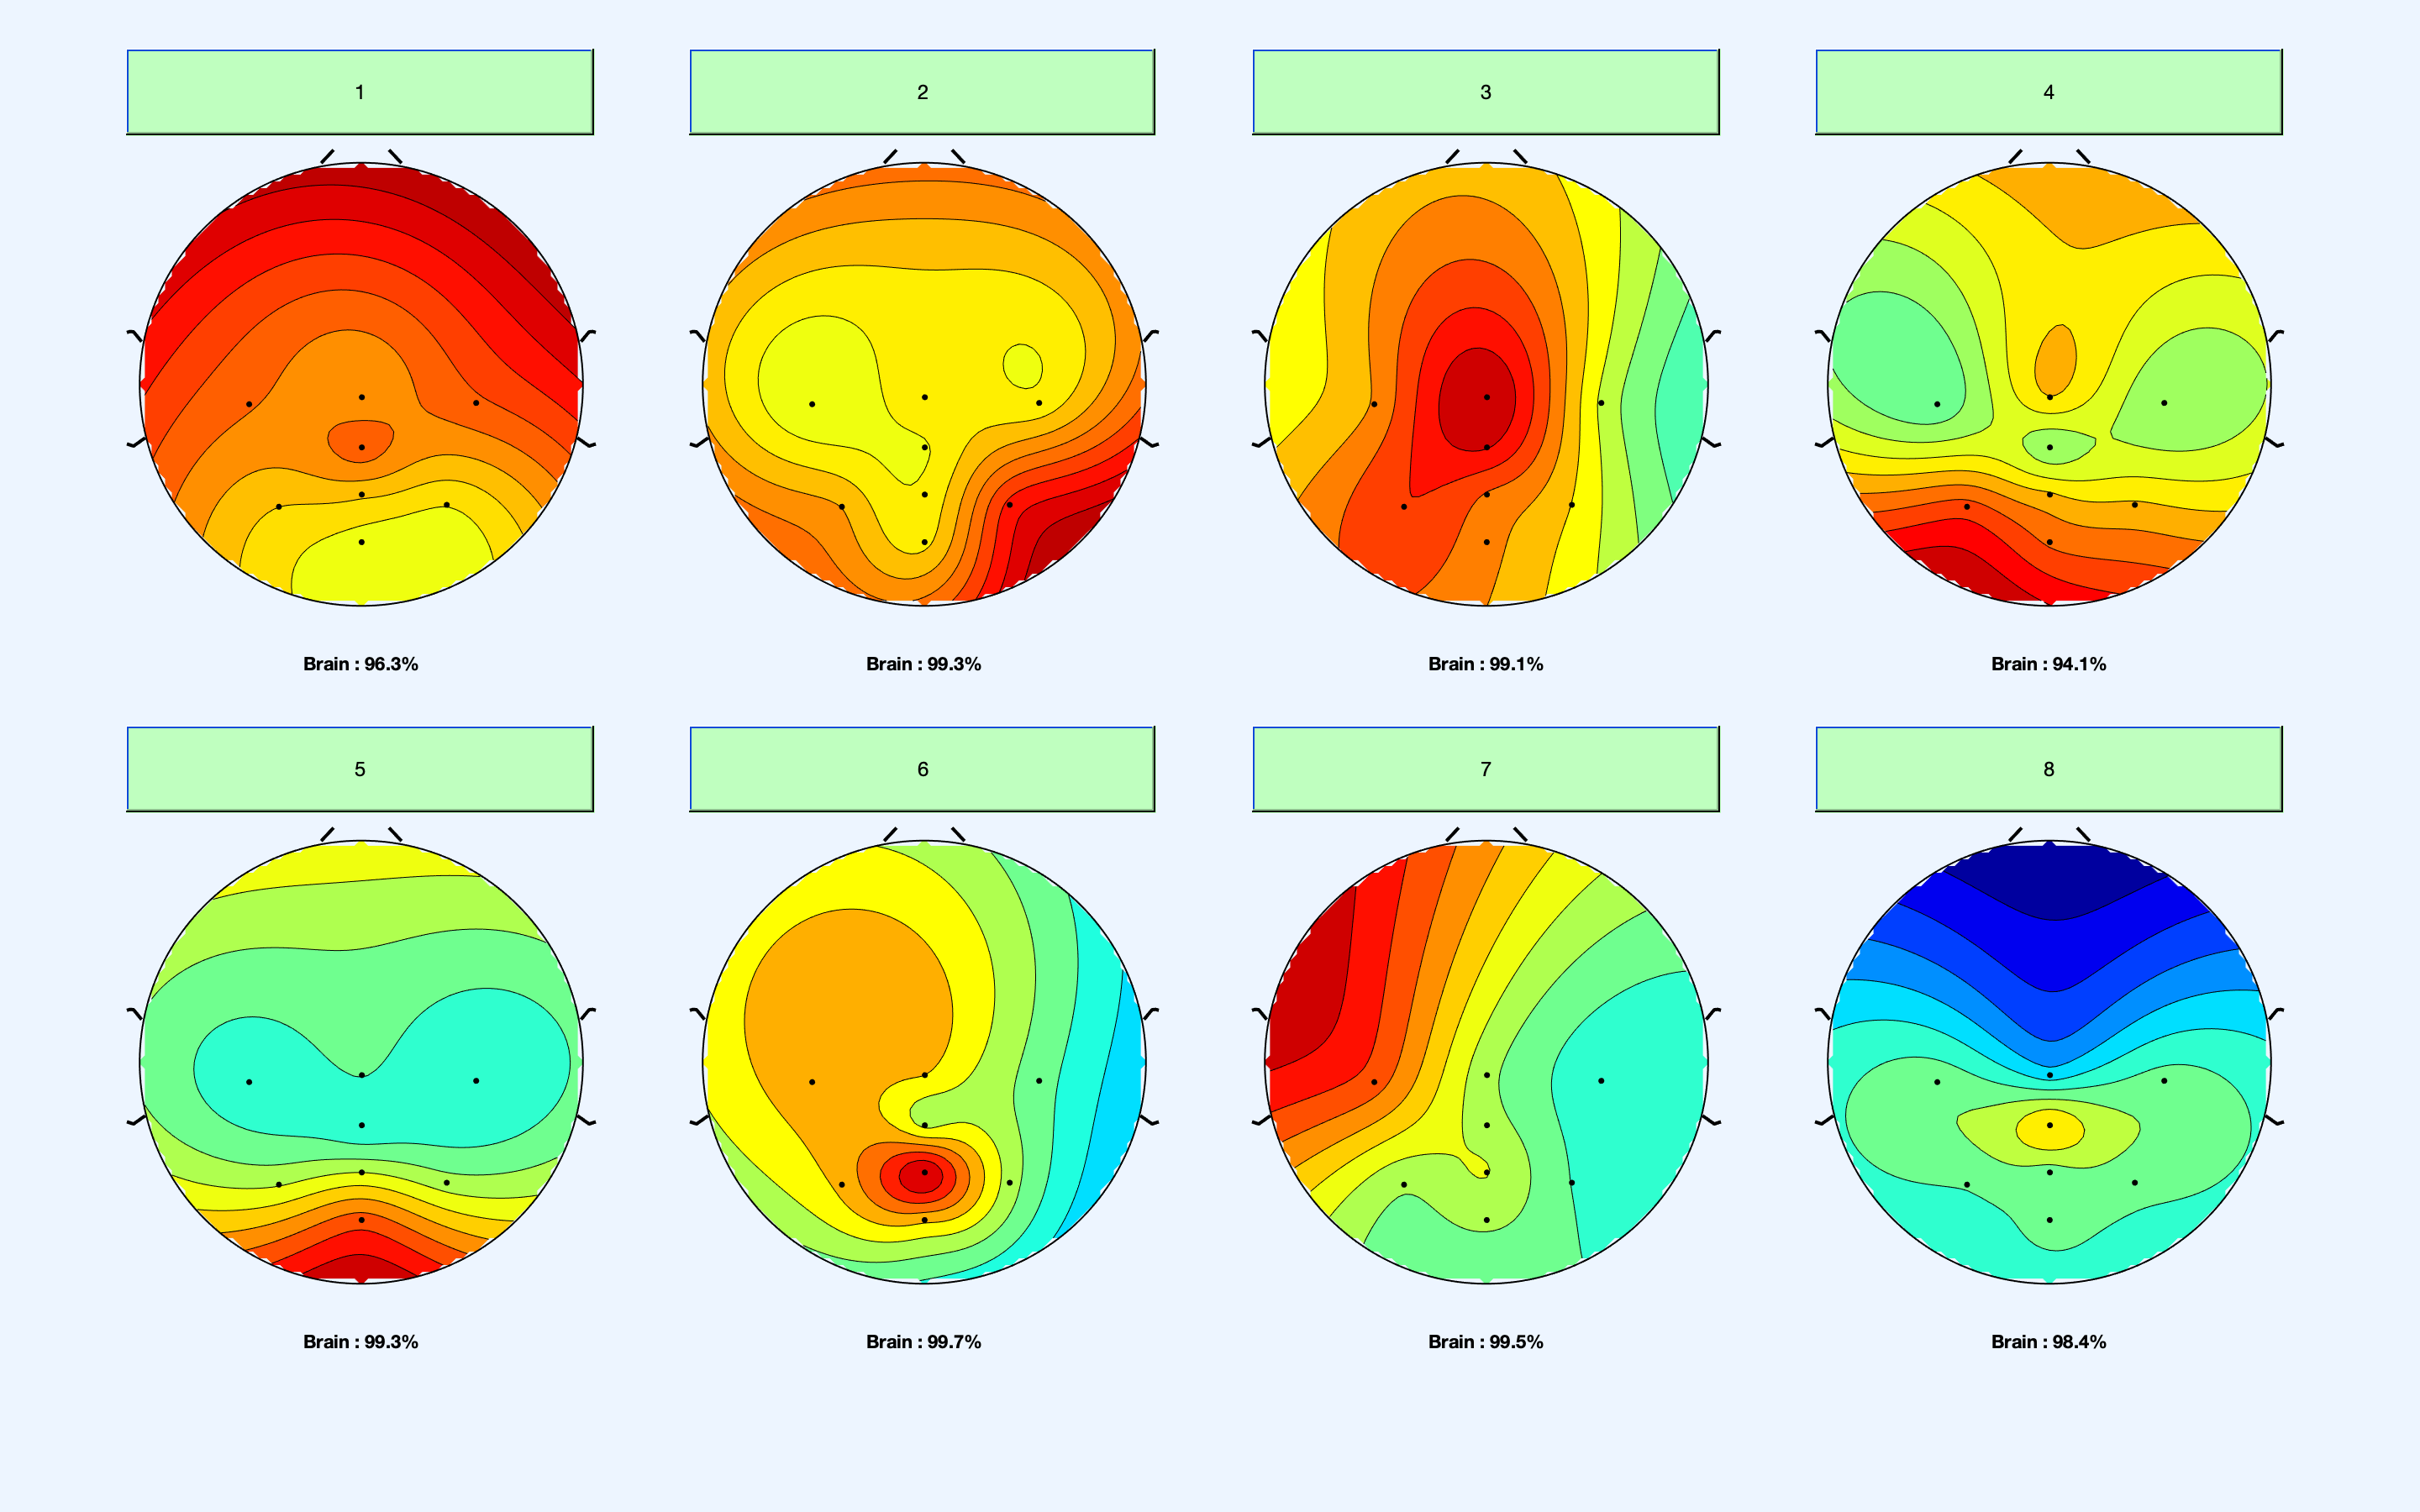 1
2
3
4
Brain : 96.3%
Brain : 99.3%
Brain : 99.1%
Brain : 94.1%
5
6
7
8
Brain : 99.3%
Brain : 99.7%
Brain : 99.5%
Brain : 98.4%